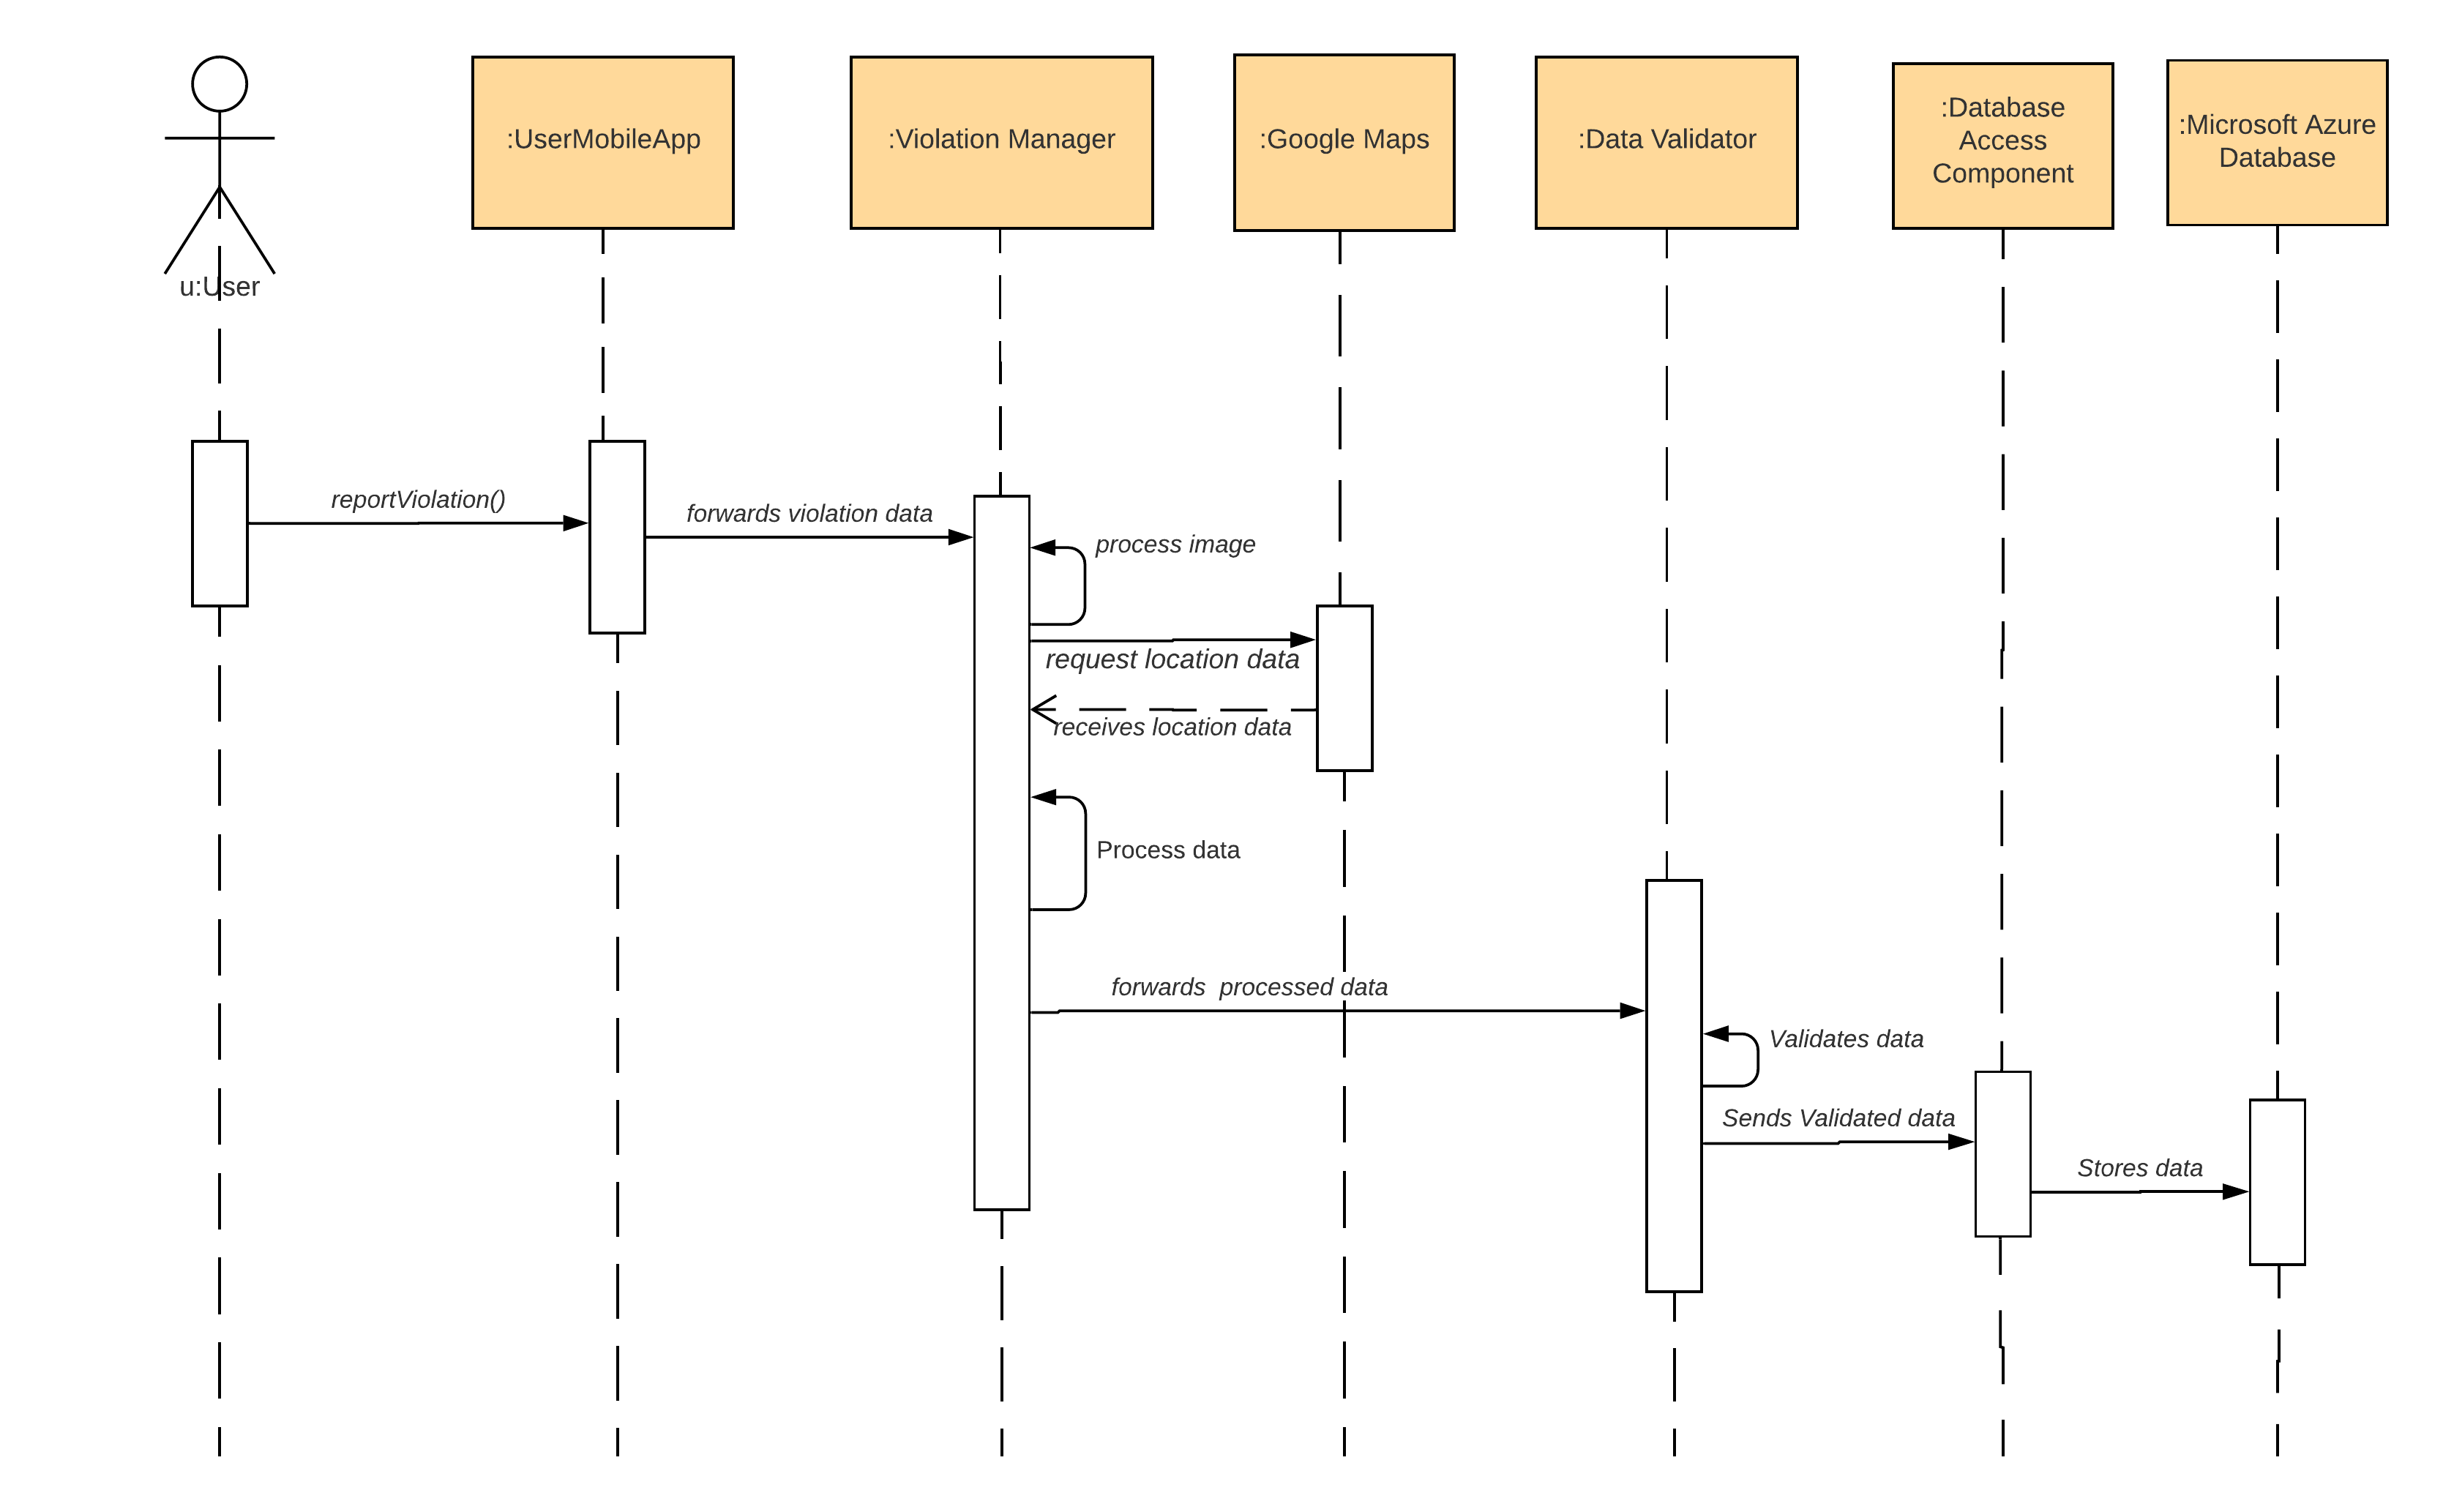 :UserMobileApp
:Violation Manager
:Google Maps
:Data Validator
:Database
Access
Component
:Microsoft Azure
Database
u:User
reportViolation()
forwards violation data
process image
request location data
receives location data
Process data
forwards  processed data
Validates data
Sends Validated data
Stores data